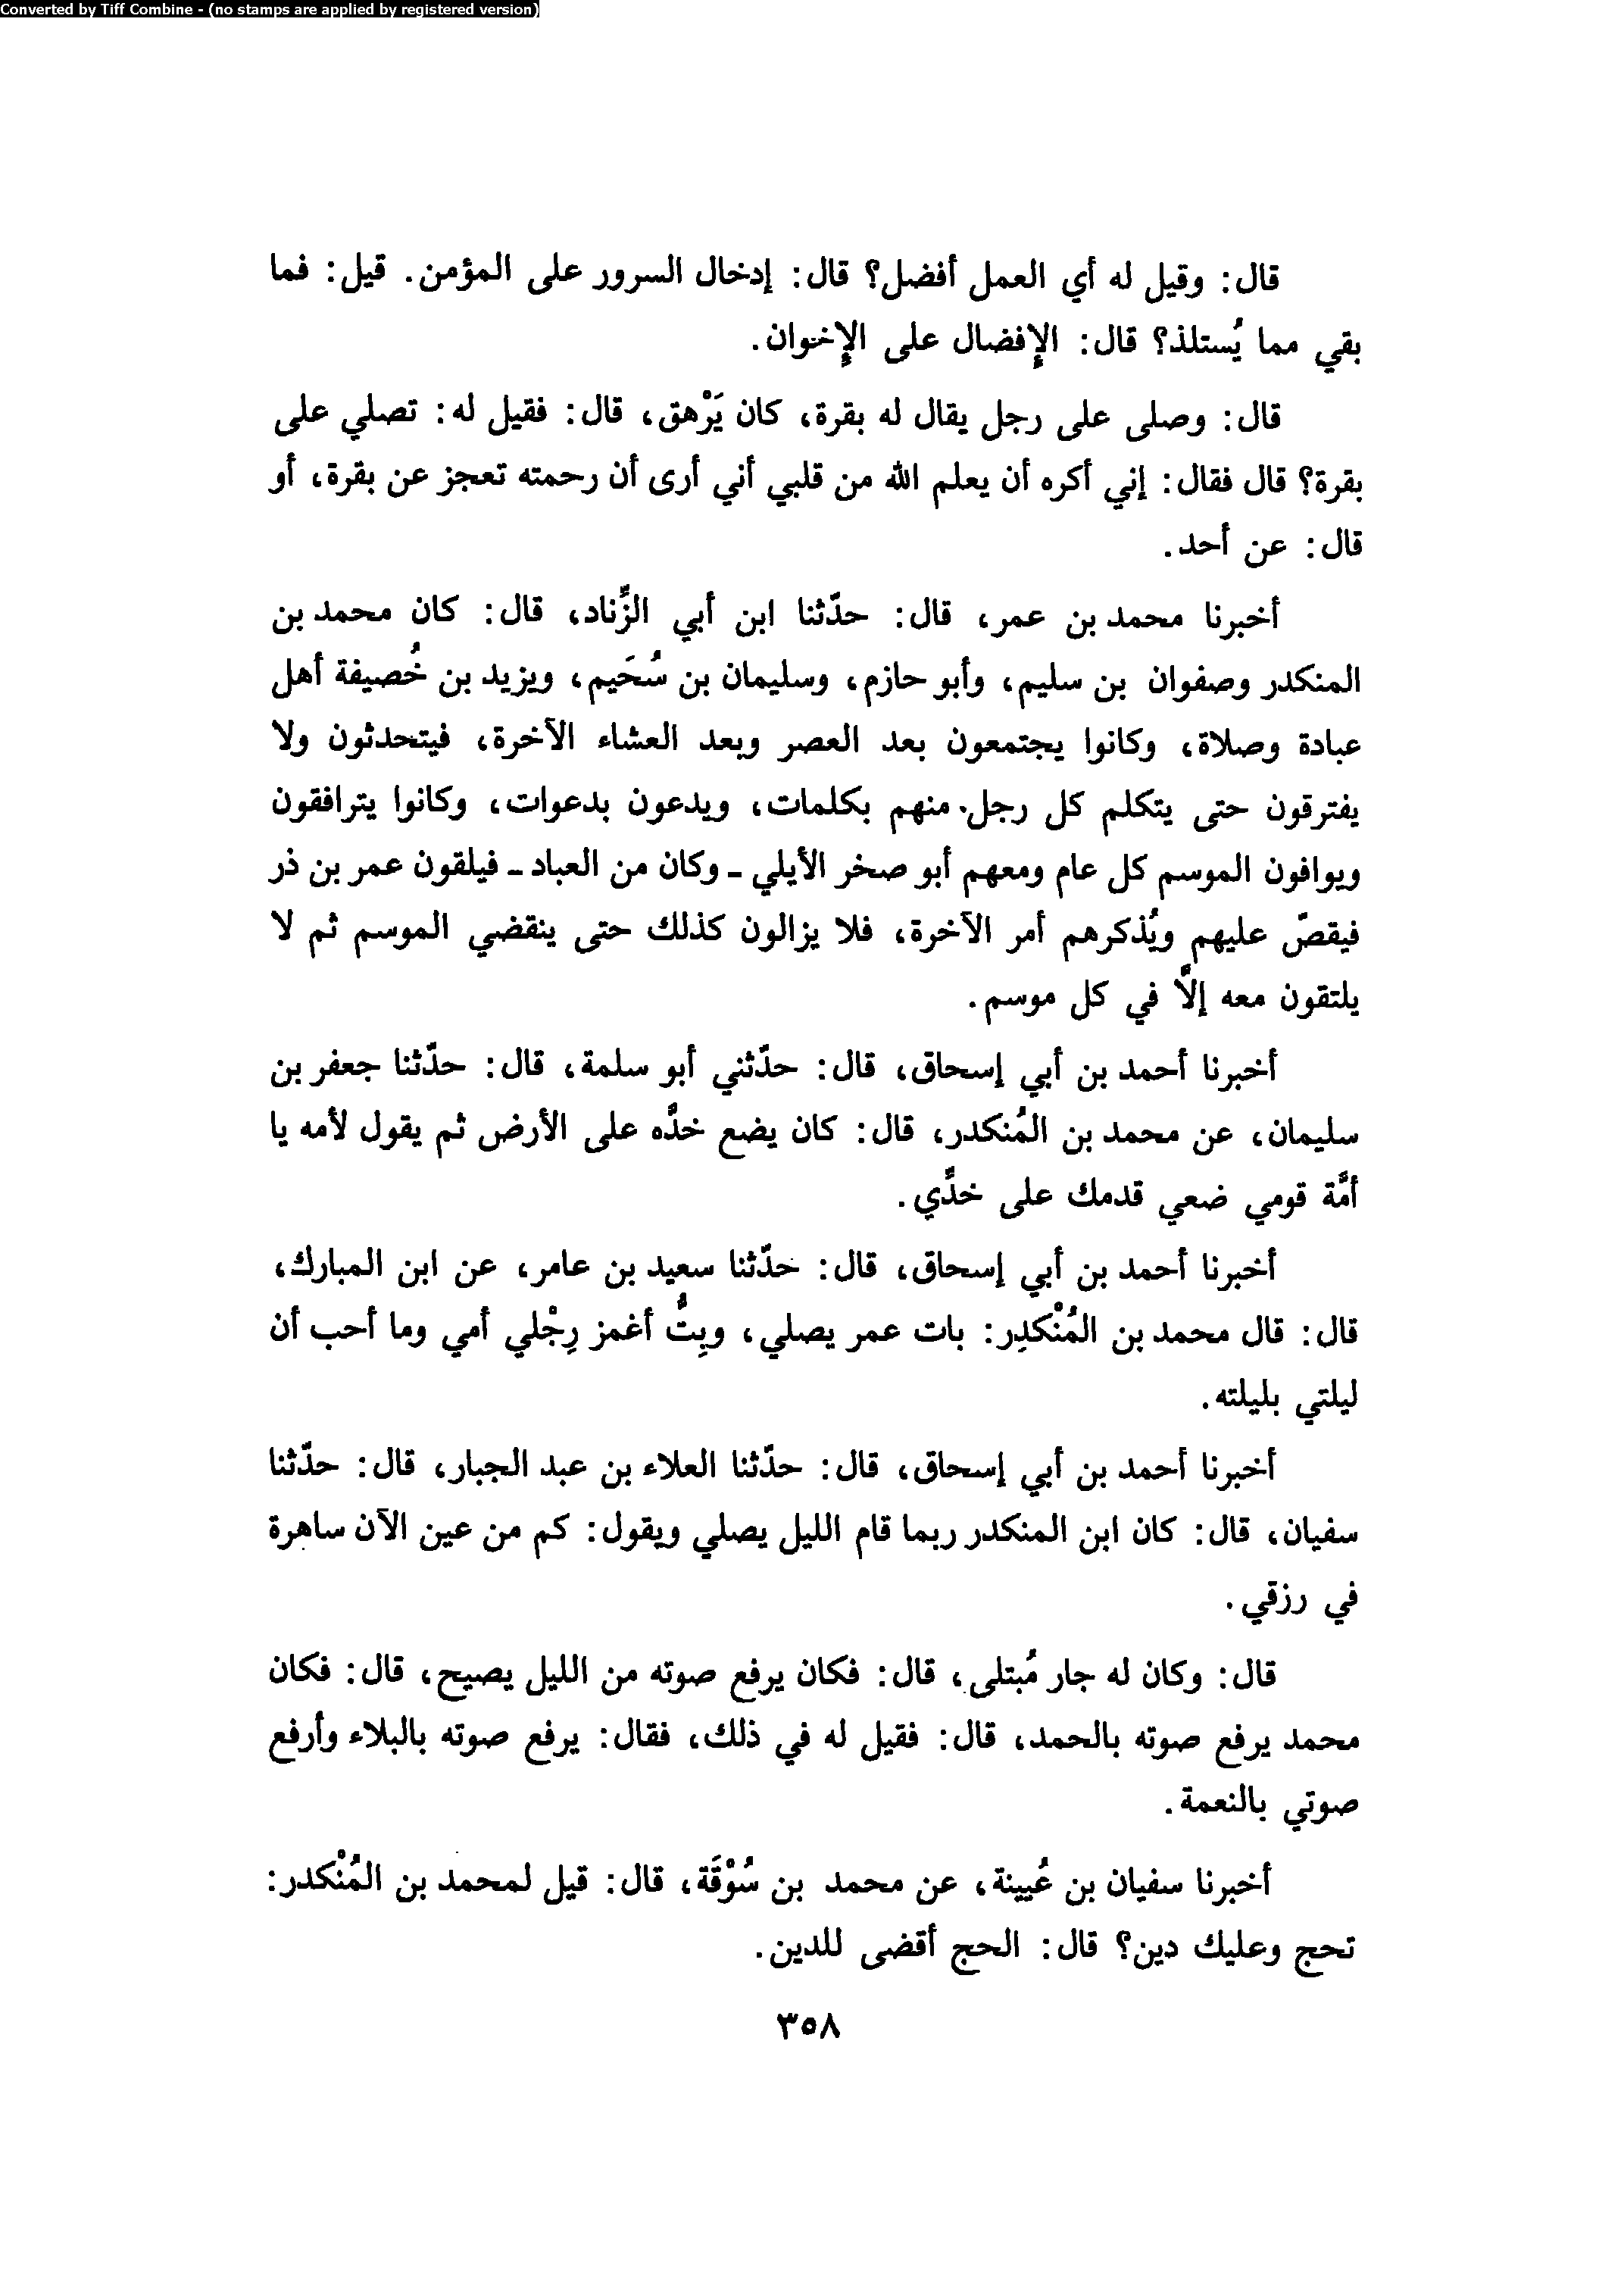 Converted by Tiff Combine - (no stamps are applied by registered version)
قال: وقيل له أي العمل أفضل؟ قال: إدخال السرور على المؤمن. قيل: فما
بقي مما يُستلذ؟ قال: الإفضال على الإخوان.
قال: وصلى على رجل يقال له بقرة، كان يَرْهق، قال: فقيل له: تصلي على
بقرة؟ قال فقال: إني أكره أن يعلم الله من قلبي أني أرى أن رحمته تعجز عن بقرة، أو
قال: عن أحد.
أخبرنا محمد بن عمر، قال: حدّثنا ابن أبي الزِّناد، قال: كان محمد بن
المنكدر وصفوان بن سليم، وأبو حازم، وسليمان بن سُحَيم، ويزيد بن خُصيفة أهل
عبادة وصلاة، وكانوا يجتمعون بعد العصر وبعد العشاء الآخرة، فيتحدثون ولا
يفترقون حتى يتكلم كل رجل منهم بكلمات، ويدعون بدعوات، وكانوا يترافقون
ويوافون الموسم كل عام ومعهم أبو صخر الأيلي - وكان من العباد - فيلقون عمر بن ذر
فيقصّ عليهم ويُذكرهم أمر الآخرة، فلا يزالون كذلك حتى ينقضي الموسم ثم لا
يلتقون معه إلَّا في كل موسم.
أخبرنا أحمد بن أبي إسحاق، قال: حدّثني أبو سلمة، قال: حدّثنا جعفر بن
سليمان، عن محمد بن المُنكدر، قال: كان يضع خدَّه على الأرض ثم يقول لأمه يا
أمَّة قومي ضعي قدمك على خدِّي.
أخبرنا أحمد بن أبي إسحاق، قال: حدّثنا سعيد بن عامر، عن ابن المبارك،
قال: قال محمد بن المُنْكدِر: بات عمر يصلي، وبِتُّ أغمز رِجْلي أمي وما أحب أن
ليلتي بليلته.
أخبرنا أحمد بن أبي إسحاق، قال: حدّثنا العلاء بن عبد الجبار، قال: حدّثنا
سفيان، قال: كان ابن المنكدر ربما قام الليل يصلي ويقول: كم من عين الآن ساهرة
في رزقي.
قال: وكان له جار مُبتلى، قال: فكان يرفع صوته من الليل يصيح، قال: فكان
محمد يرفع صوته بالحمد، قال: فقيل له في ذلك، فقال: يرفع صوته بالبلاء وأرفع
صوتي بالنعمة.
أخبرنا سفيان بن عُيينة، عن محمد بن سُوْقَة، قال: قيل لمحمد بن المُنْكدر:
تحج وعليك دين؟ قال: الحج أقضى للدين.
٣٥٨